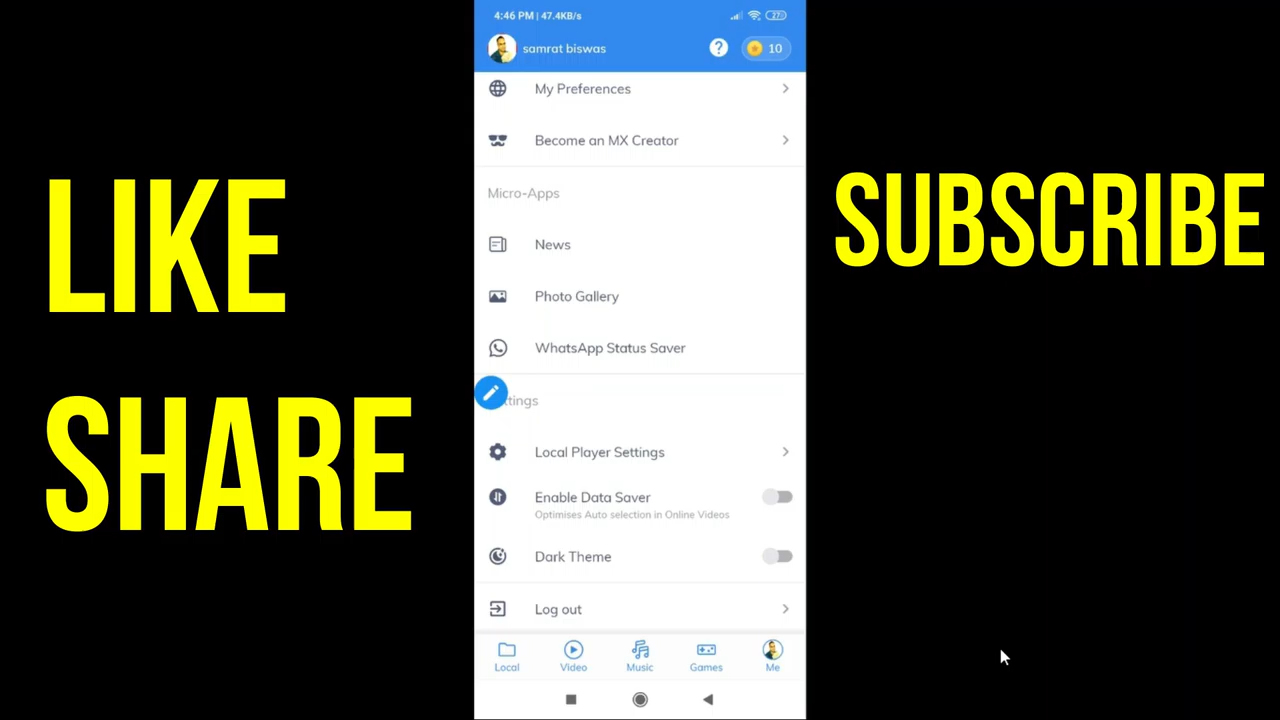 LIKE
SHARE
4:46 PM | 47.4KB/s
27
samrat biswas
?
10
My Preferences
Become an MX Creator
Micro-Apps
News
Photo Gallery
WhatsApp Status Saver
ttings
Local Player Settings
Enable Data Saver
Optimises Auto selection in Online Videos
Dark Theme
Log out
Local
Video
Music
Games
Me
SUBSCRIBE